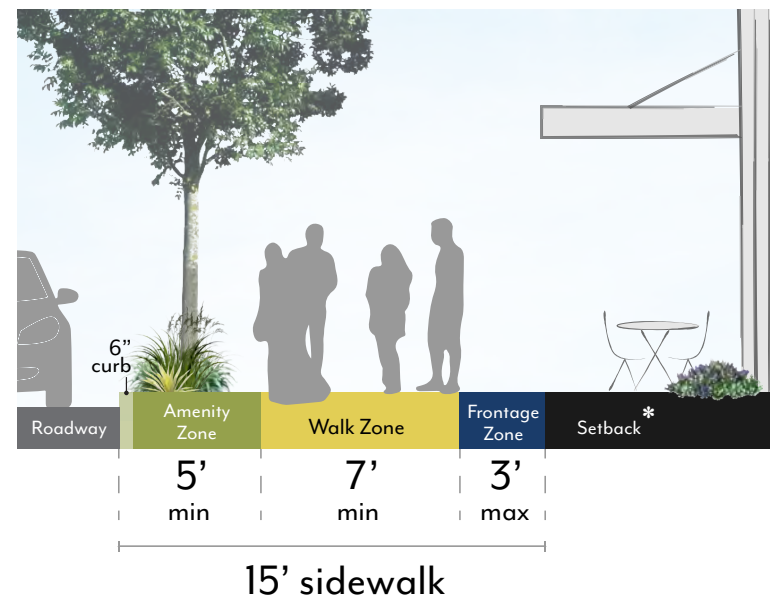 6”
curb
Roadway
Amenity
Zone
Walk Zone
Frontage
Zone
Setback*
5’
min
7’
min
3’
max
15’ sidewalk